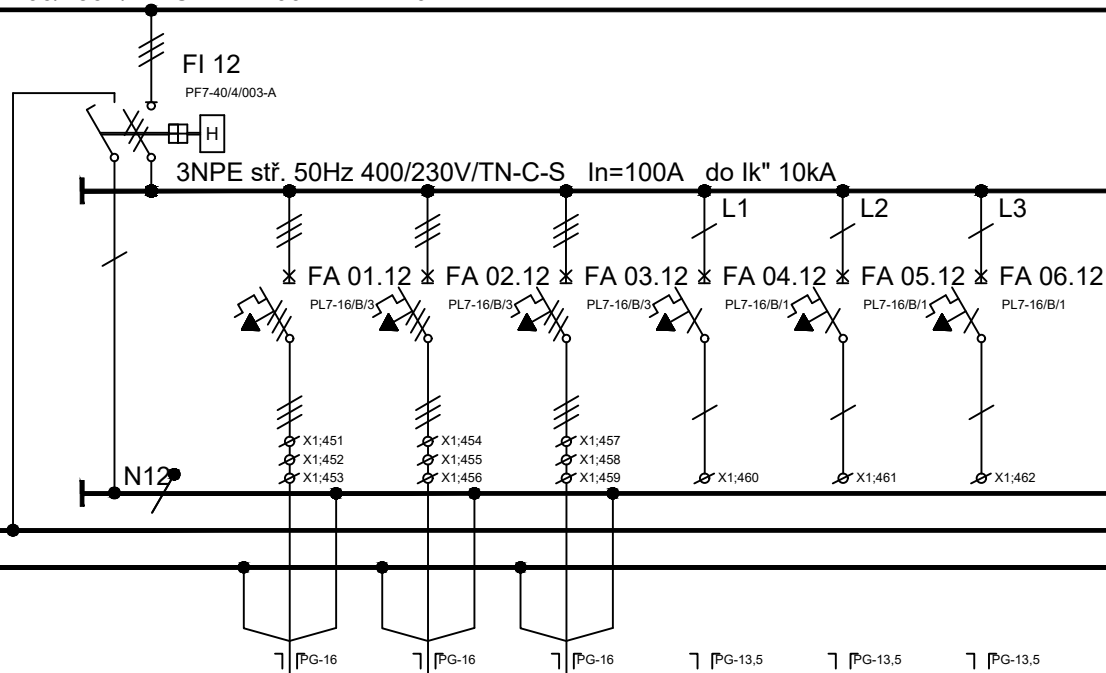 FI 12
PF7-40/4/003-A
H
3NPE stř. 50Hz 400/230V/TN-C-S In=100A do Ik" 10kA
L1 L2 L3
FA 01.12 FA 02.12 FA 03.12 FA 04.12 FA 05.12 FA 06.12
PL7-16/B/3 PL7-16/B/3 PL7-16/B/3 PL7-16/B/1 PL7-16/B/1 PL7-16/B/1
X1;451 X1;454 X1;457
X1;452 X1;455 X1;458
N12 X1;453 X1;456 X1;459 X1;460 X1;461 X1;462
PG-16 PG-16 PG-16 PG-13,5 PG-13,5 PG-13,5